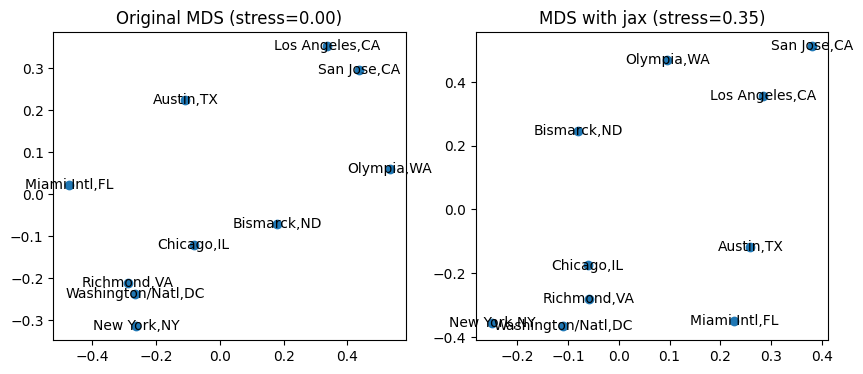 Original MDS (stress=0.00)
Los Angeles,CA
San Jose,CA
Austin,TX
Olympia,WA
Miami Intl,FL
Bismarck,ND
Chicago,IL
Richmond,VA
Washington/Natl,DC
New York,NY
0.3
0.2
0.1
0.0
−0.1
−0.2
−0.3
−0.4 −0.2 0.0 0.2 0.4
MDS with jax (stress=0.35)
San Jose,CA
Olympia,WA
Los Angeles,CA
Bismarck,ND
Austin,TX
Chicago,IL
Richmond,VA
Miami Intl,FL
New York,NY
Washington/Natl,DC
0.4
0.2
0.0
−0.2
−0.4
−0.2 −0.1 0.0 0.1 0.2 0.3 0.4